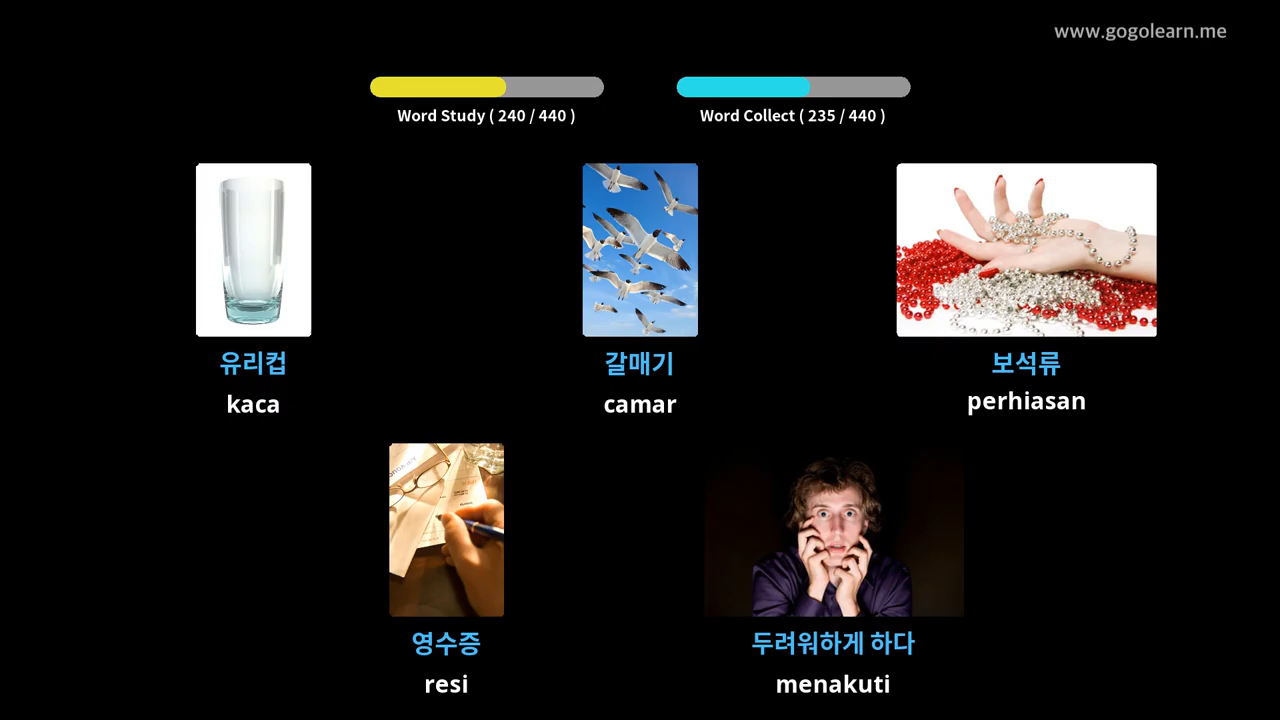 www.gogolearn.me
Word Study ( 240 / 440 )
Word Collect ( 235 / 440 )
유리컵
kaca
갈매기
camar
보석류
perhiasan
영수증
resi
두려워하게 하다
menakuti